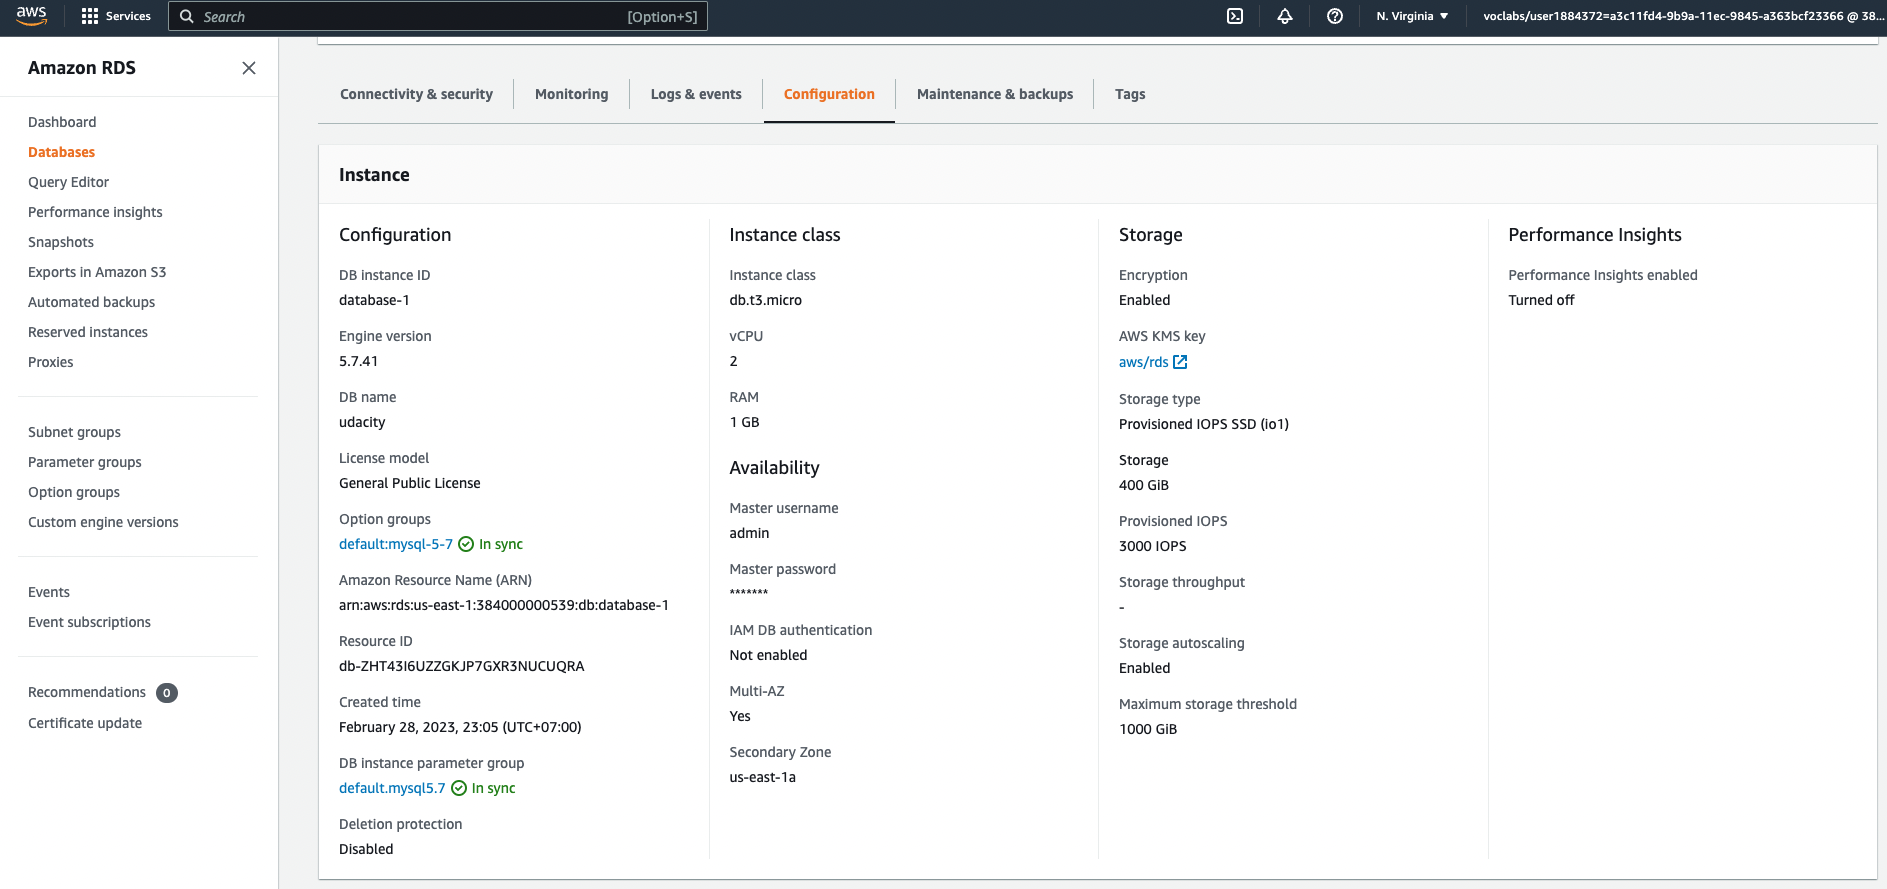 aws
Services
Search [Option+S]
N. Virginia
voclabs/user1884372=a3c11fd4-9b9a-11ec-9845-a363bcf23366 @ 38...
Amazon RDS
Dashboard
Databases
Query Editor
Performance insights
Snapshots
Exports in Amazon S3
Automated backups
Reserved instances
Proxies
Subnet groups
Parameter groups
Option groups
Custom engine versions
Events
Event subscriptions
Recommendations 0
Certificate update
Connectivity & security
Monitoring
Logs & events
Configuration
Maintenance & backups
Tags
Instance
Configuration
DB instance ID
database-1
Engine version
5.7.41
DB name
udacity
License model
General Public License
Option groups
default:mysql-5-7 In sync
Amazon Resource Name (ARN)
arn:aws:rds:us-east-1:384000000539:db:database-1
Resource ID
db-ZHT43I6UZZGKJP7GXR3NUCUQRA
Created time
February 28, 2023, 23:05 (UTC+07:00)
DB instance parameter group
default.mysql5.7 In sync
Deletion protection
Disabled
Instance class
Instance class
db.t3.micro
vCPU
2
RAM
1 GB
Availability
Master username
admin
Master password
*******
IAM DB authentication
Not enabled
Multi-AZ
Yes
Secondary Zone
us-east-1a
Storage
Encryption
Enabled
AWS KMS key
aws/rds
Storage type
Provisioned IOPS SSD (io1)
Storage
400 GiB
Provisioned IOPS
3000 IOPS
Storage throughput
-
Storage autoscaling
Enabled
Maximum storage threshold
1000 GiB
Performance Insights
Performance Insights enabled
Turned off